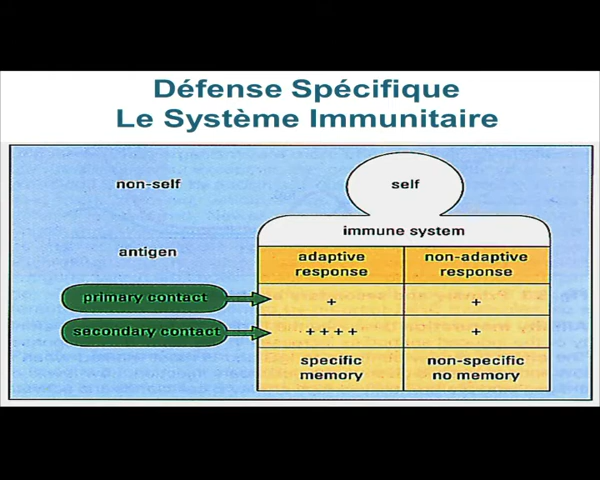 Défense Spécifique
Le Système Immunitaire
non-self
self
immune system
antigen
adaptive
response
non-adaptive
response
primary contact
+
+
secondary contact
++++
+
specific
memory
non-specific
no memory